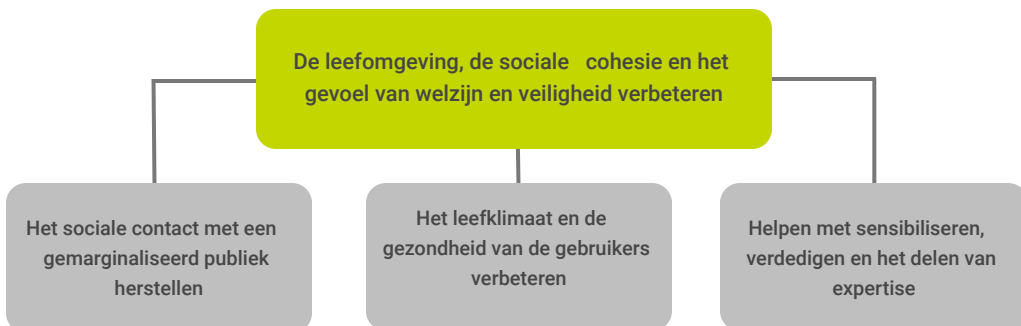 De leefomgeving, de sociale cohesie en het
gevoel van welzijn en veiligheid verbeteren
Het sociale contact met een
gemarginaliseerd publiek
herstellen
Het leefklimaat en de
gezondheid van de gebruikers
verbeteren
Helpen met sensibiliseren,
verdedigen en het delen van
expertise